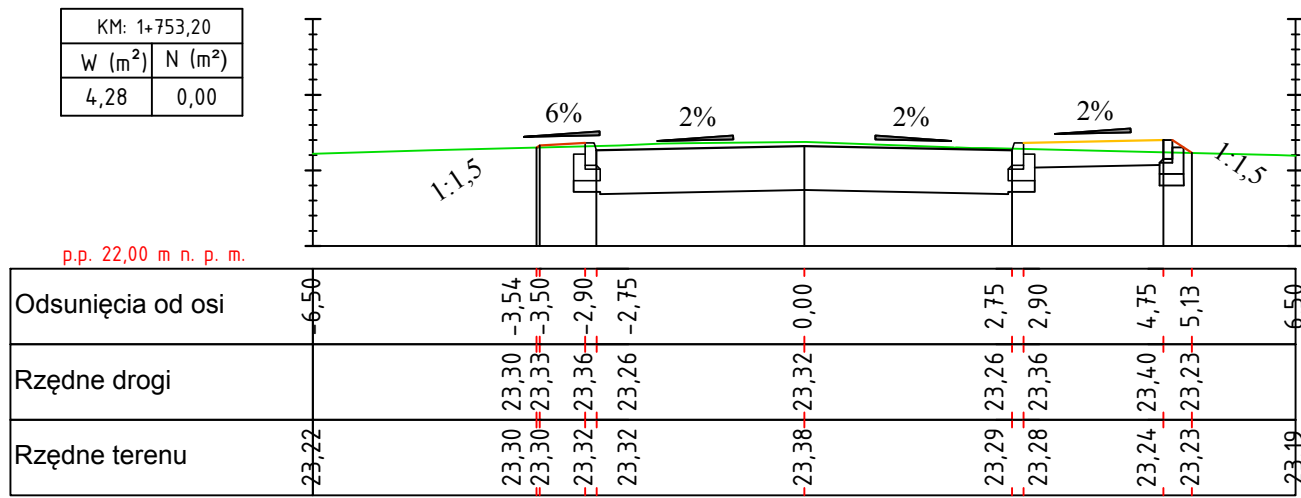 KM: 1+753,20
W (m²) N (m²)
4,28 0,00
6% 2% 2% 2%
1:1,5 1:1,5
p.p. 22,00 m n. p. m.
Odsunięcia od osi -6,50 -3,54 -3,50 -2,90 -2,75 0,00 2,75 2,90 4,75 5,13 6,50
Rzędne drogi 23,30 23,33 23,36 23,26 23,32 23,26 23,36 23,40 23,23
Rzędne terenu 23,22 23,30 23,30 23,32 23,32 23,38 23,29 23,28 23,24 23,23 23,19